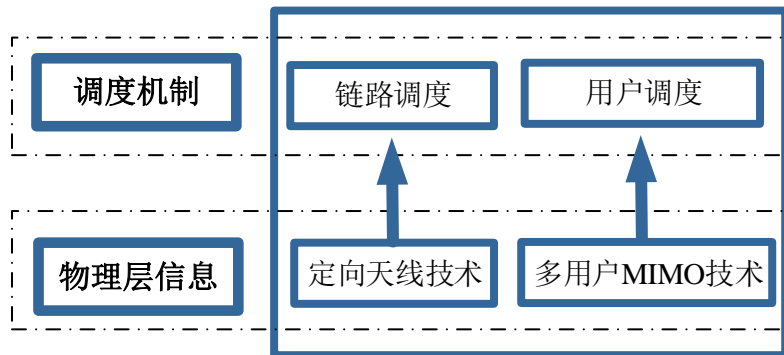 调度机制
链路调度
用户调度
物理层信息
定向天线技术
多用户MIMO技术